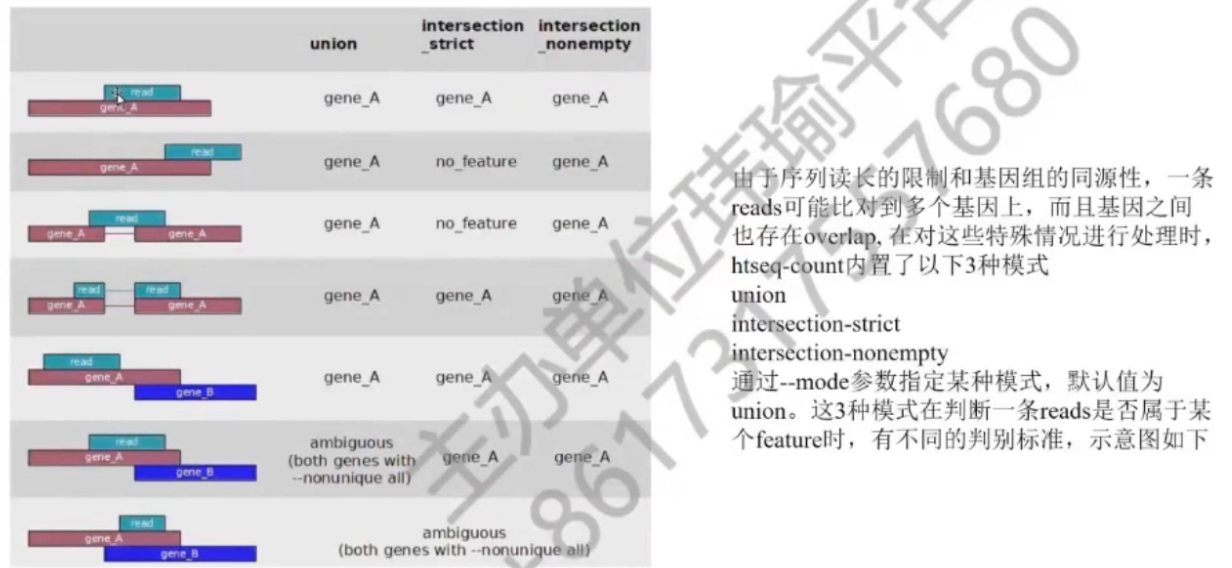 union
intersection
_strict
intersection
_nonempty
read
gene_A
gene_A
gene_A
gene_A
read
gene_A
gene_A
no_feature
gene_A
read
gene_A
gene_A
gene_A
no_feature
gene_A
read
read
gene_A
gene_A
gene_A
gene_A
gene_A
read
gene_A
gene_B
gene_A
gene_A
gene_A
read
gene_A
gene_B
ambiguous
(both genes with
--nonunique all)
gene_A
gene_A
read
gene_A
gene_B
ambiguous
(both genes with --nonunique all)
由于序列读长的限制和基因组的同源性，一条
reads可能比对到多个基因上，而且基因之间
也存在overlap, 在对这些特殊情况进行处理时，
htseq-count内置了以下3种模式
union
intersection-strict
intersection-nonempty
通过--mode参数指定某种模式，默认值为
union。这3种模式在判断一条reads是否属于某
个feature时，有不同的判别标准，示意图如下
主办单位玮瑜平台
8617317557680